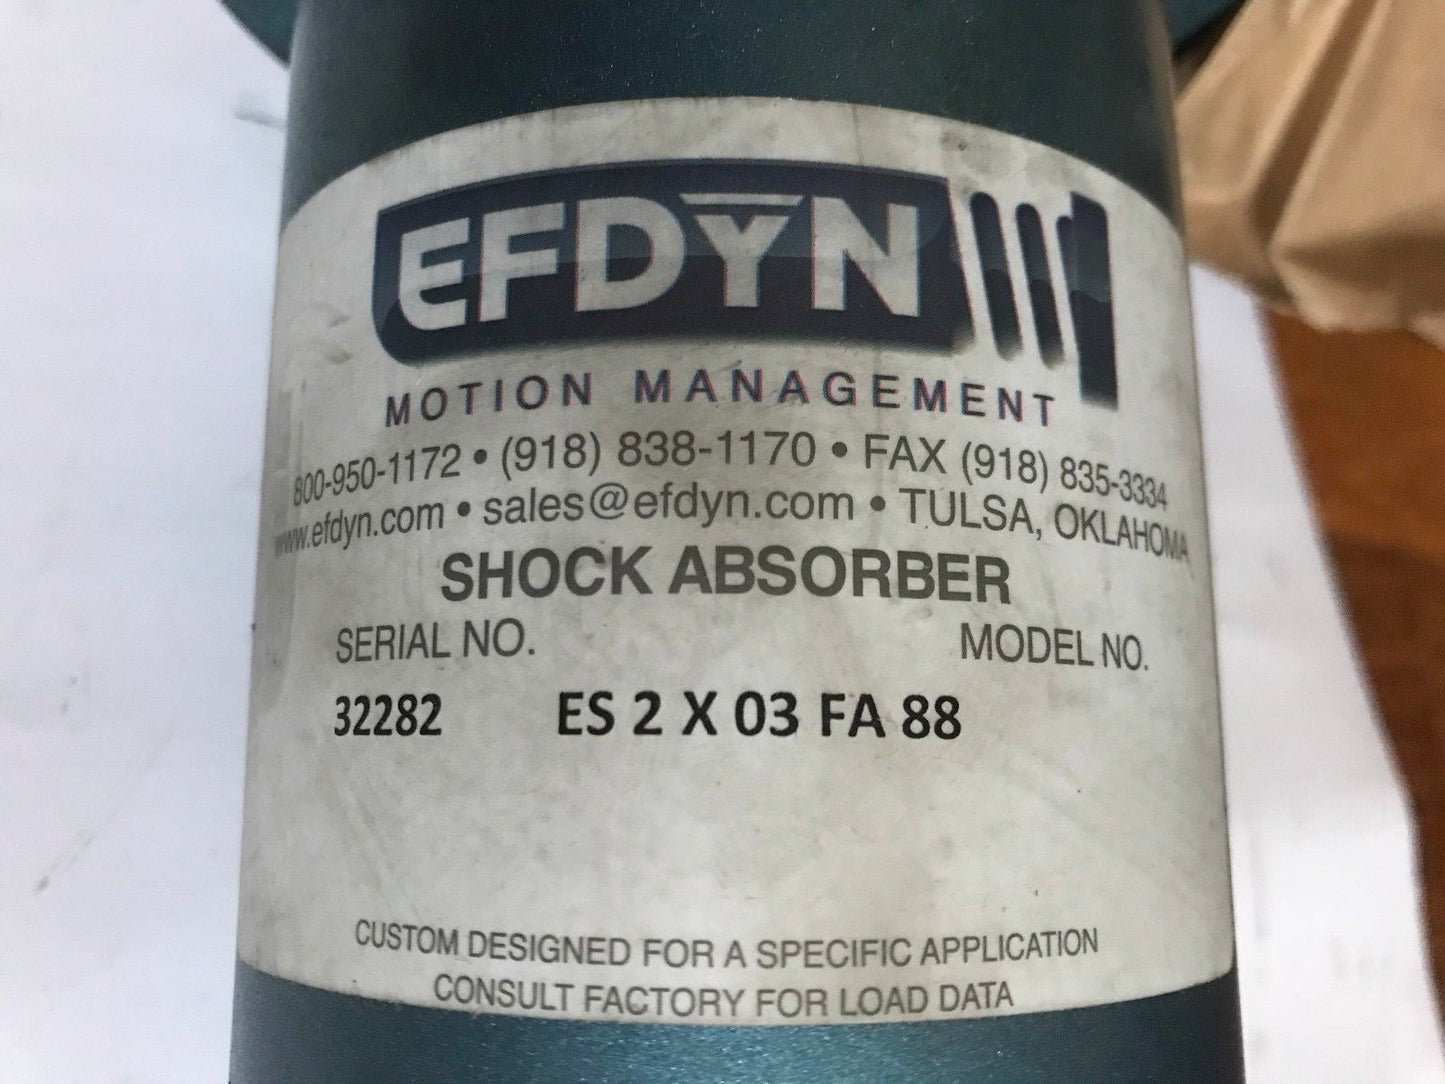 EFDYN
MOTION MANAGEMENT
800-950-1172 • (918) 838-1170 • FAX (918) 835-3334
www.efdyn.com • sales@efdyn.com • TULSA, OKLAHOMA
SHOCK ABSORBER
SERIAL NO. MODEL NO.
32282 ES 2 X 03 FA 88
CUSTOM DESIGNED FOR A SPECIFIC APPLICATION
CONSULT FACTORY FOR LOAD DATA